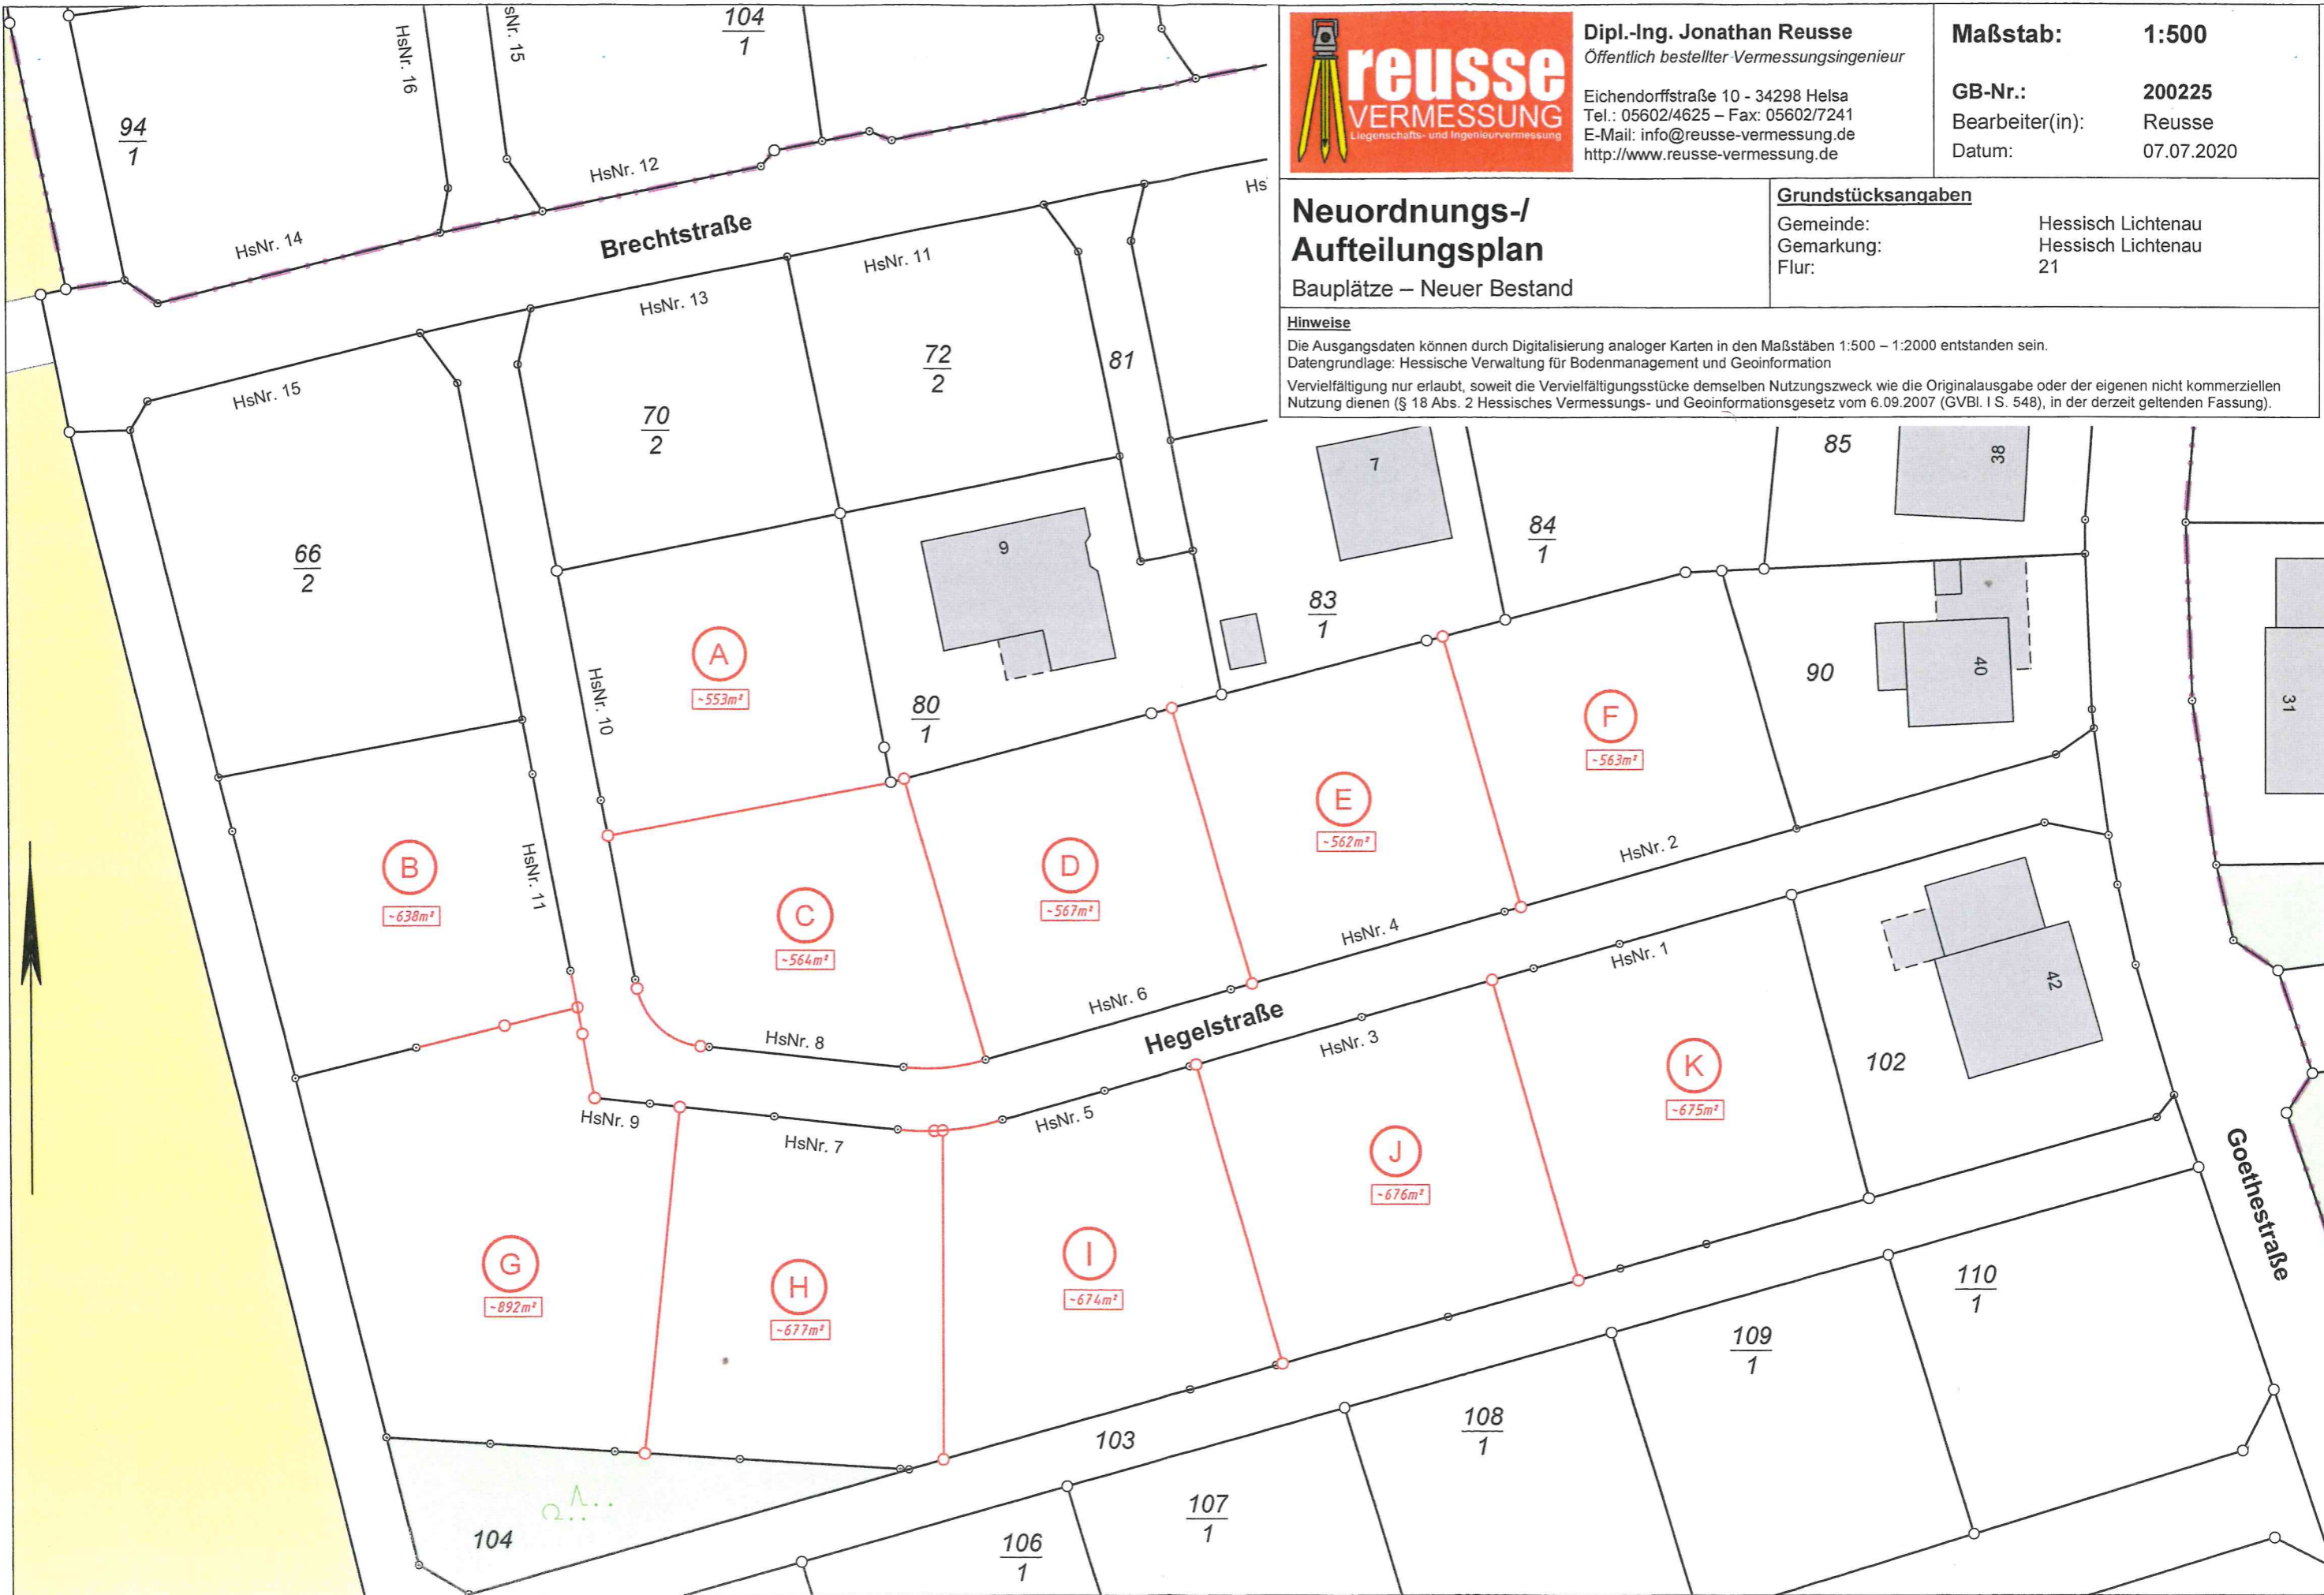 reusse
VERMESSUNG
Liegenschafts- und Ingenieurvermessung
Dipl.-Ing. Jonathan Reusse
Öffentlich bestellter Vermessungsingenieur
Eichendorffstraße 10 - 34298 Helsa
Tel.: 05602/4625 – Fax: 05602/7241
E-Mail: info@reusse-vermessung.de
http://www.reusse-vermessung.de
Maßstab: 1:500
GB-Nr.: 200225
Bearbeiter(in): Reusse
Datum: 07.07.2020
Neuordnungs-/
Aufteilungsplan
Bauplätze – Neuer Bestand
Grundstücksangaben
Gemeinde: Hessisch Lichtenau
Gemarkung: Hessisch Lichtenau
Flur: 21
Hinweise
Die Ausgangsdaten können durch Digitalisierung analoger Karten in den Maßstäben 1:500 – 1:2000 entstanden sein.
Datengrundlage: Hessische Verwaltung für Bodenmanagement und Geoinformation
Vervielfältigung nur erlaubt, soweit die Vervielfältigungsstücke demselben Nutzungszweck wie die Originalausgabe oder der eigenen nicht kommerziellen
Nutzung dienen (§ 18 Abs. 2 Hessisches Vermessungs- und Geoinformationsgesetz vom 6.09.2007 (GVBl. I S. 548), in der derzeit geltenden Fassung).
HsNr. 16
sNr. 15
104
1
94
1
HsNr. 12
HsNr. 14
Brechtstraße
Hs
HsNr. 11
HsNr. 13
HsNr. 15
72
2
81
70
2
66
2
85
38
7
84
1
9
83
1
A
~553m²
HsNr. 10
80
1
90
40
31
F
~563m²
E
~562m²
HsNr. 2
B
~638m²
HsNr. 11
C
~564m²
D
~567m²
HsNr. 4
HsNr. 1
HsNr. 6
Hegelstraße
HsNr. 3
HsNr. 8
42
102
K
~675m²
HsNr. 9
HsNr. 7
HsNr. 5
J
~676m²
Goethestraße
G
~892m²
H
~677m²
I
~674m²
110
1
109
1
108
1
103
107
1
106
1
104